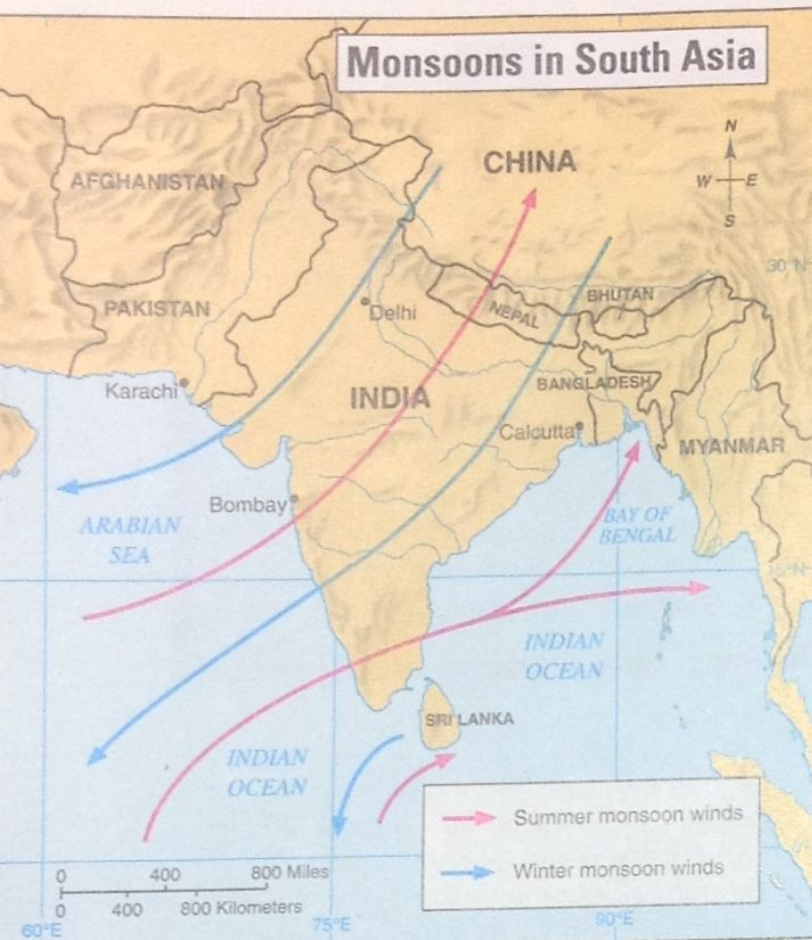 Monsoons in South Asia
N
W E
S
CHINA
AFGHANISTAN
30°N
PAKISTAN
NEPAL
BHUTAN
Delhi
Karachi
INDIA
BANGLADESH
Calcutta
MYANMAR
Bombay
ARABIAN
SEA
BAY OF
BENGAL
15°N
INDIAN
OCEAN
SRI LANKA
INDIAN
OCEAN
Summer monsoon winds
Winter monsoon winds
0 400 800 Miles
0 400 800 Kilometers
60°E
75°E
90°E